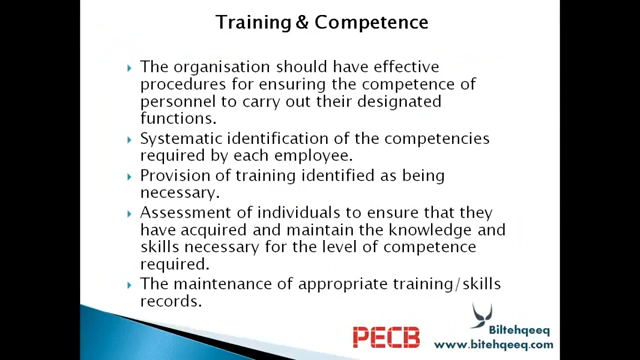 Training & Competence
The organisation should have effective
procedures for ensuring the competence of
personnel to carry out their designated
functions.
Systematic identification of the competencies
required by each employee.
Provision of training identified as being
necessary.
Assessment of individuals to ensure that they
have acquired and maintain the knowledge and
skills necessary for the level of competence
required.
The maintenance of appropriate training/skills
records.
PECB
Biltehqeeq
www.bitehqeeq.com